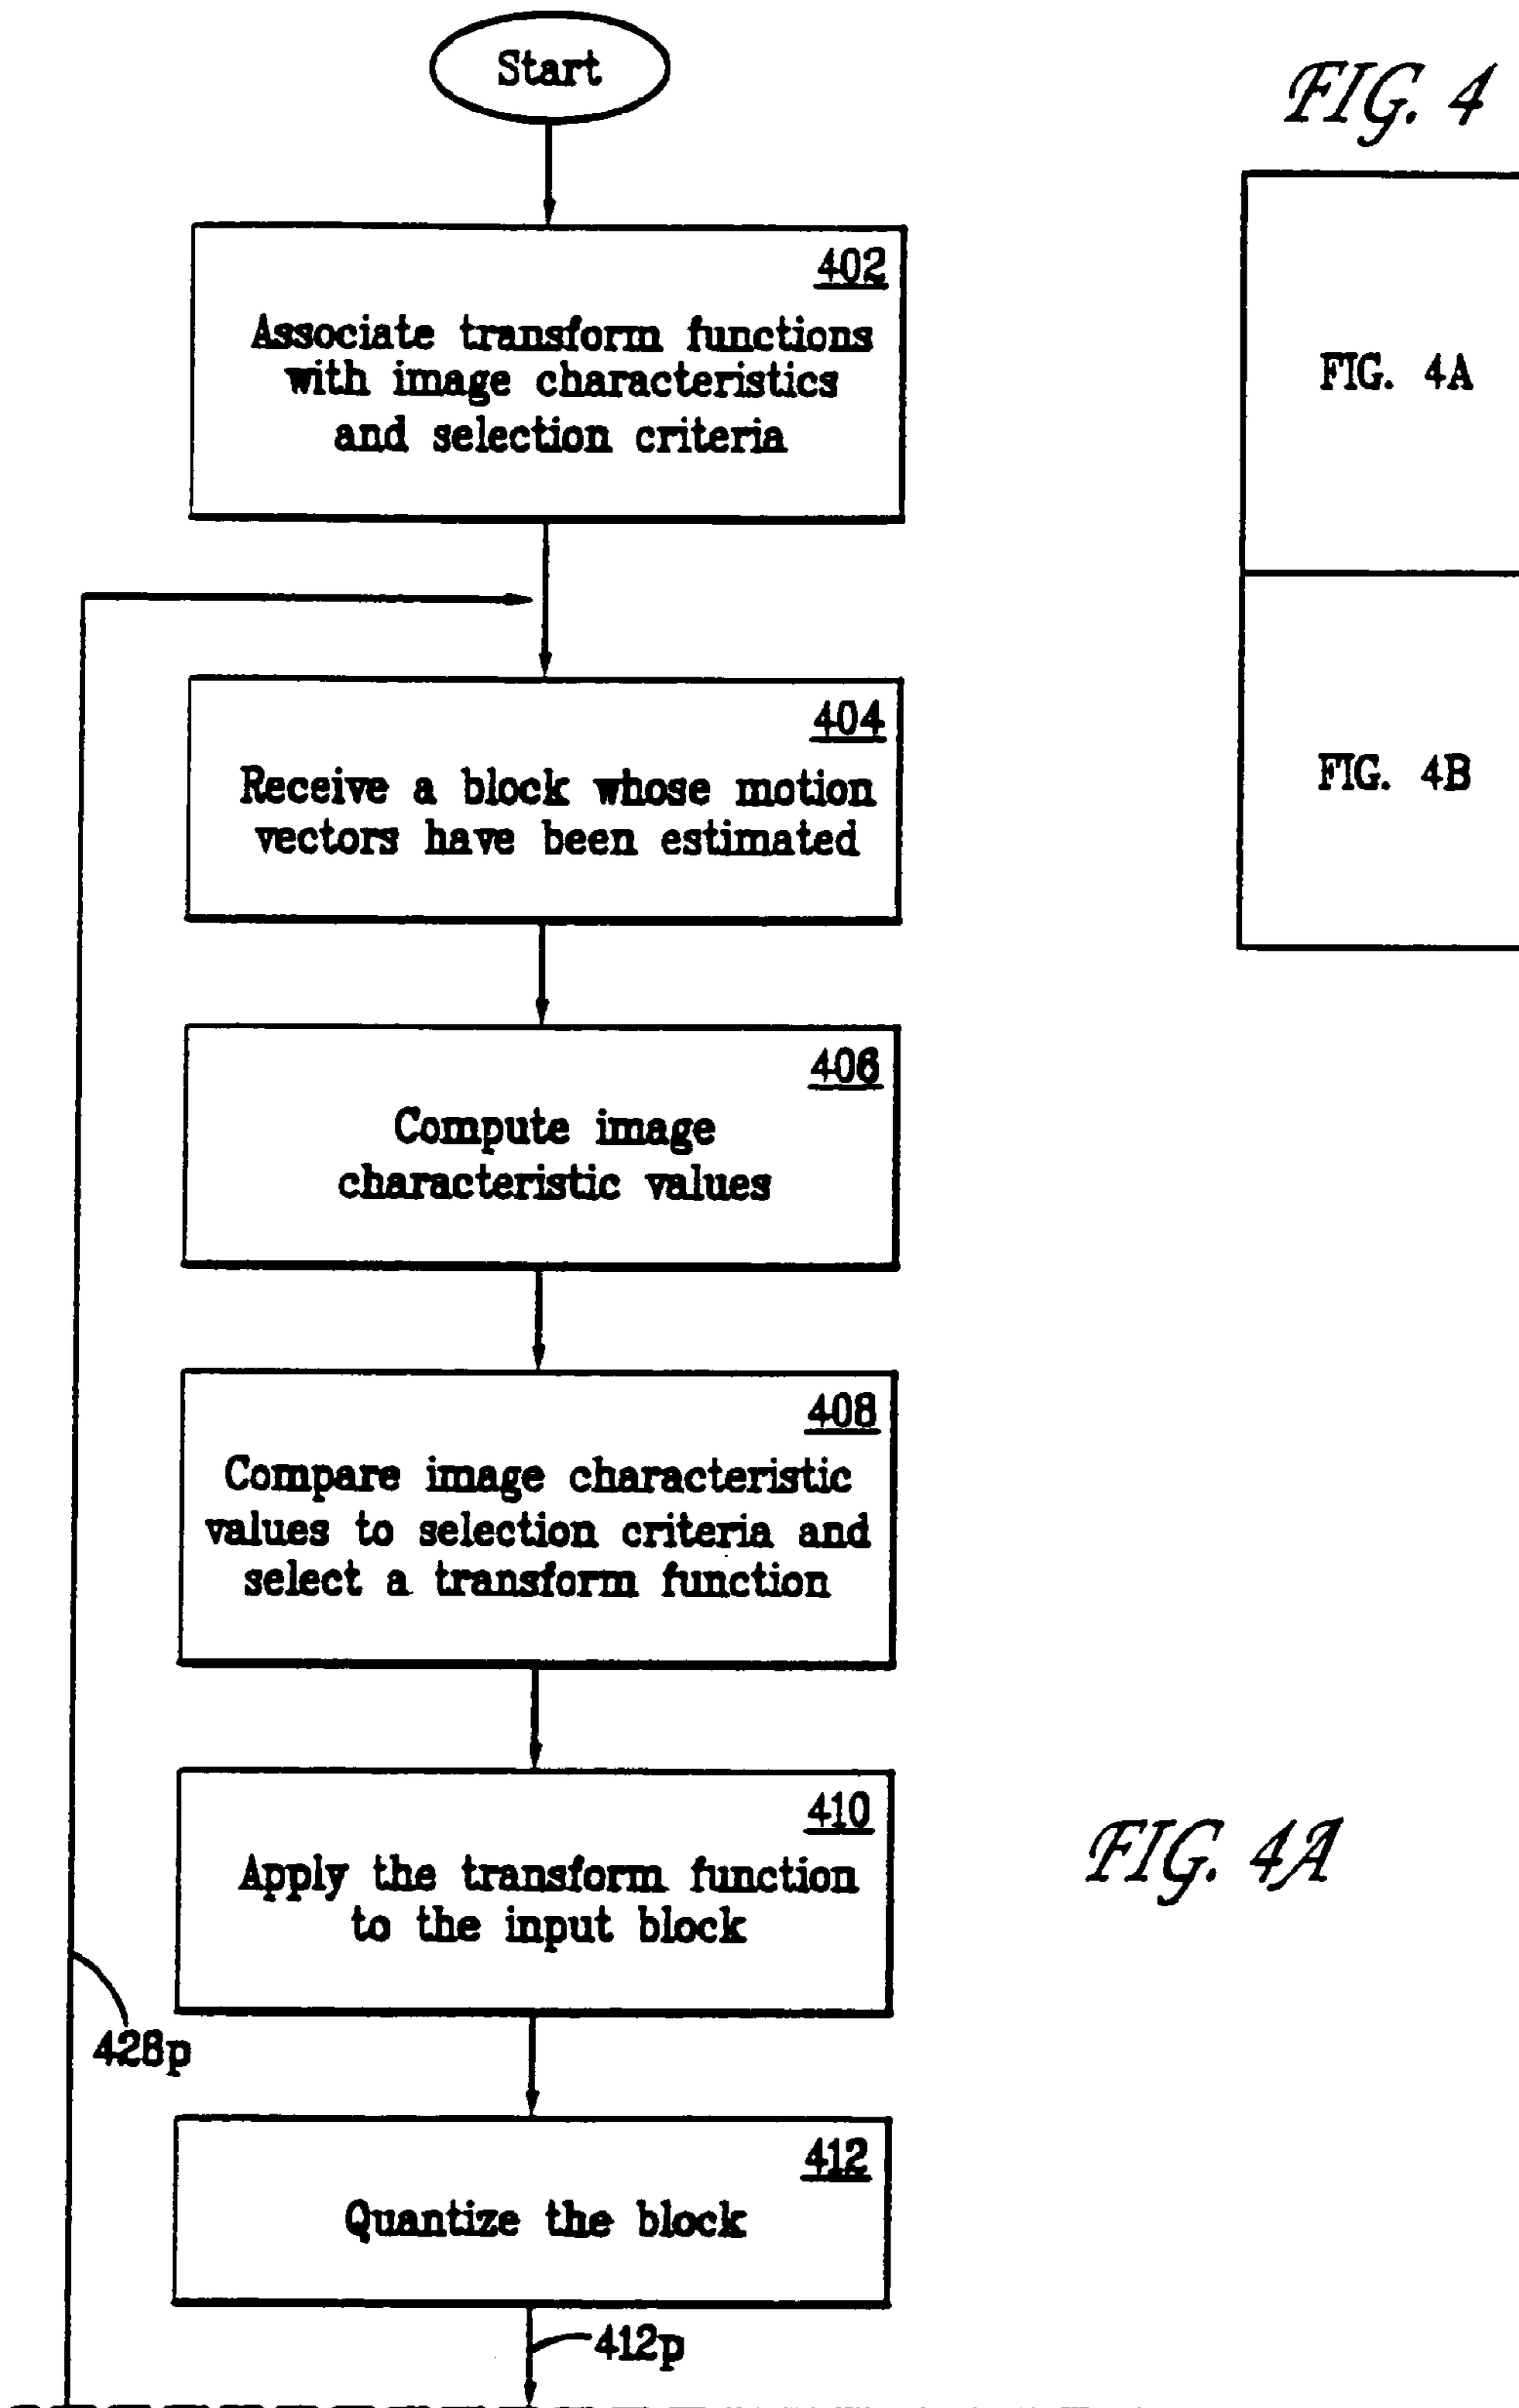 Start
FIG. 4
402
Associate transform functions
with image characteristics
and selection criteria
FIG. 4A
404
Receive a block whose motion
vectors have been estimated
FIG. 4B
406
Compute image
characteristic values
408
Compare image characteristic
values to selection criteria and
select a transform function
410
Apply the transform function
to the input block
FIG. 4A
428p
412
Quantize the block
412p